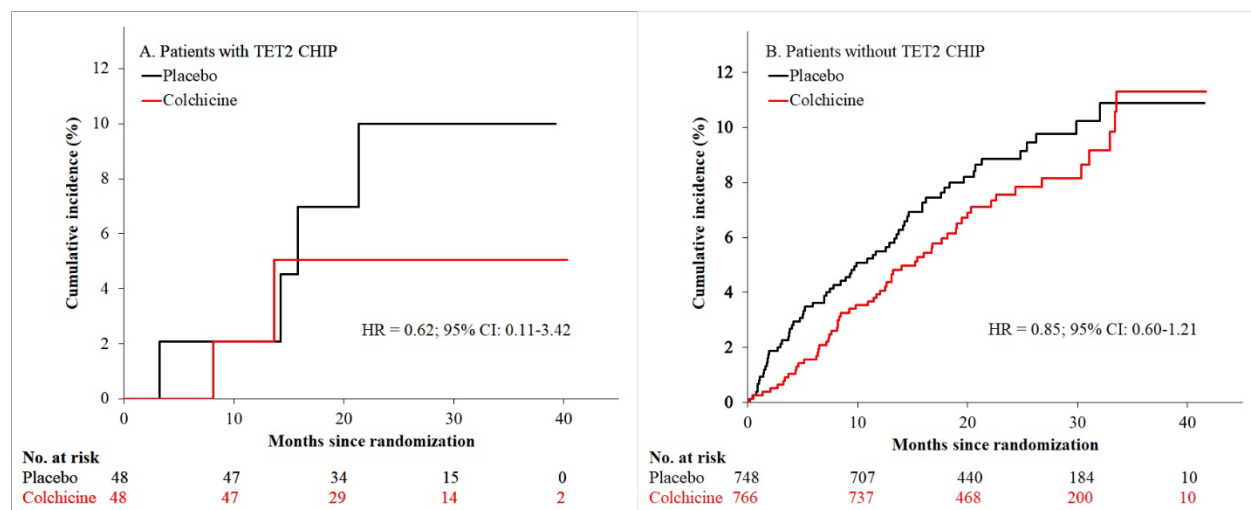 A. Patients with TET2 CHIP
Placebo
Colchicine
12
10
8
6
4
2
0
Cumulative incidence (%)
HR = 0.62; 95% CI: 0.11-3.42
0 10 20 30 40
Months since randomization
No. at risk
Placebo 48 47 34 15 0
Colchicine 48 47 29 14 2
B. Patients without TET2 CHIP
Placebo
Colchicine
12
10
8
6
4
2
0
Cumulative incidence (%)
HR = 0.85; 95% CI: 0.60-1.21
0 10 20 30 40
Months since randomization
No. at risk
Placebo 748 707 440 184 10
Colchicine 766 737 468 200 10